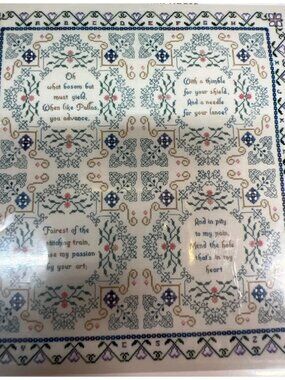 Oh
what bosom but
must yield,
When like Pallas
you advance,
With a thimble
for your shield,
And a needle
for your lance?
Fairest of the
stitching train,
my passion
by your art,
And in pity
to my pain,
Mend the hole
that's in my
heart